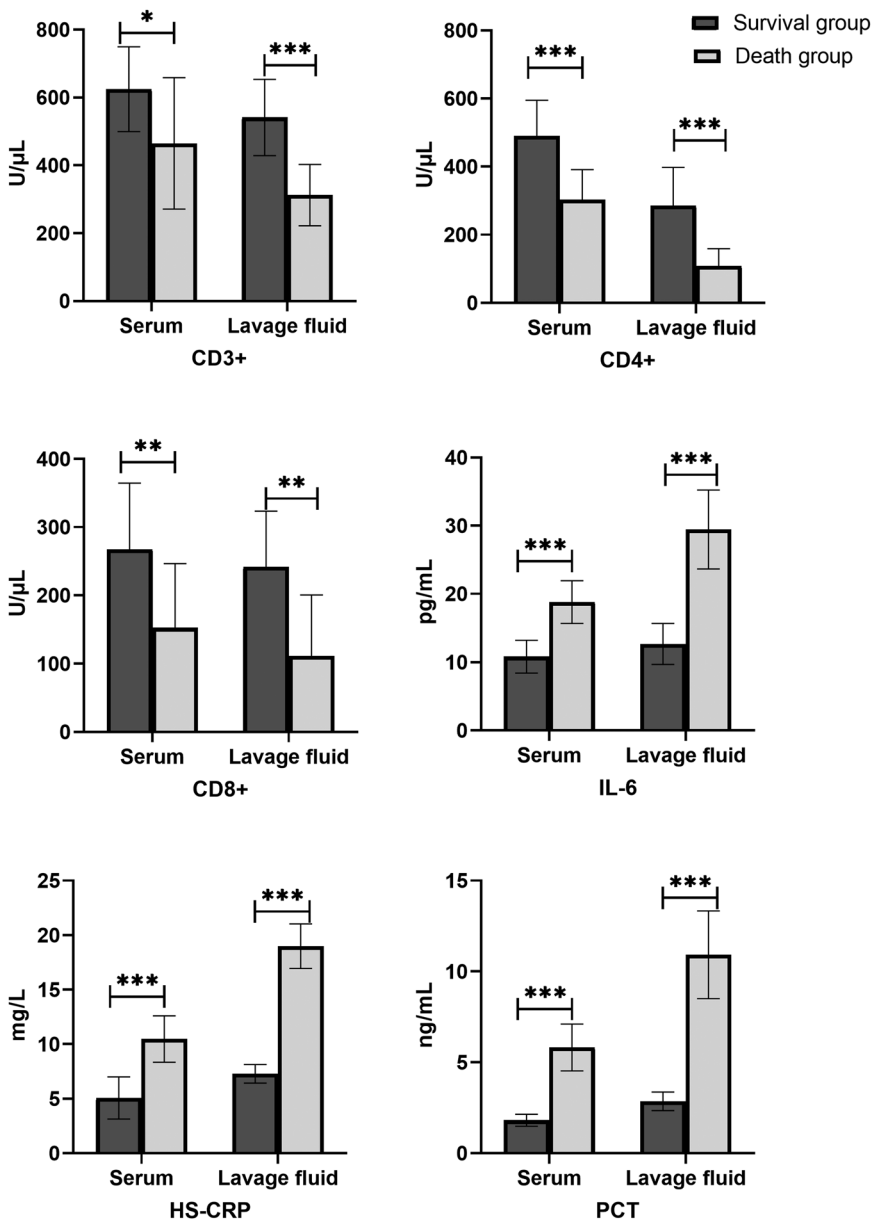 Survival group
Death group
* ***
800
600
400
200
0
U/µL
Serum Lavage fluid
CD3+
*** ***
800
600
400
200
0
U/µL
Serum Lavage fluid
CD4+
** **
400
300
200
100
0
U/µL
Serum Lavage fluid
CD8+
*** ***
40
30
20
10
0
pg/mL
Serum Lavage fluid
IL-6
*** ***
25
20
15
10
5
0
mg/L
Serum Lavage fluid
HS-CRP
*** ***
15
10
5
0
ng/mL
Serum Lavage fluid
PCT